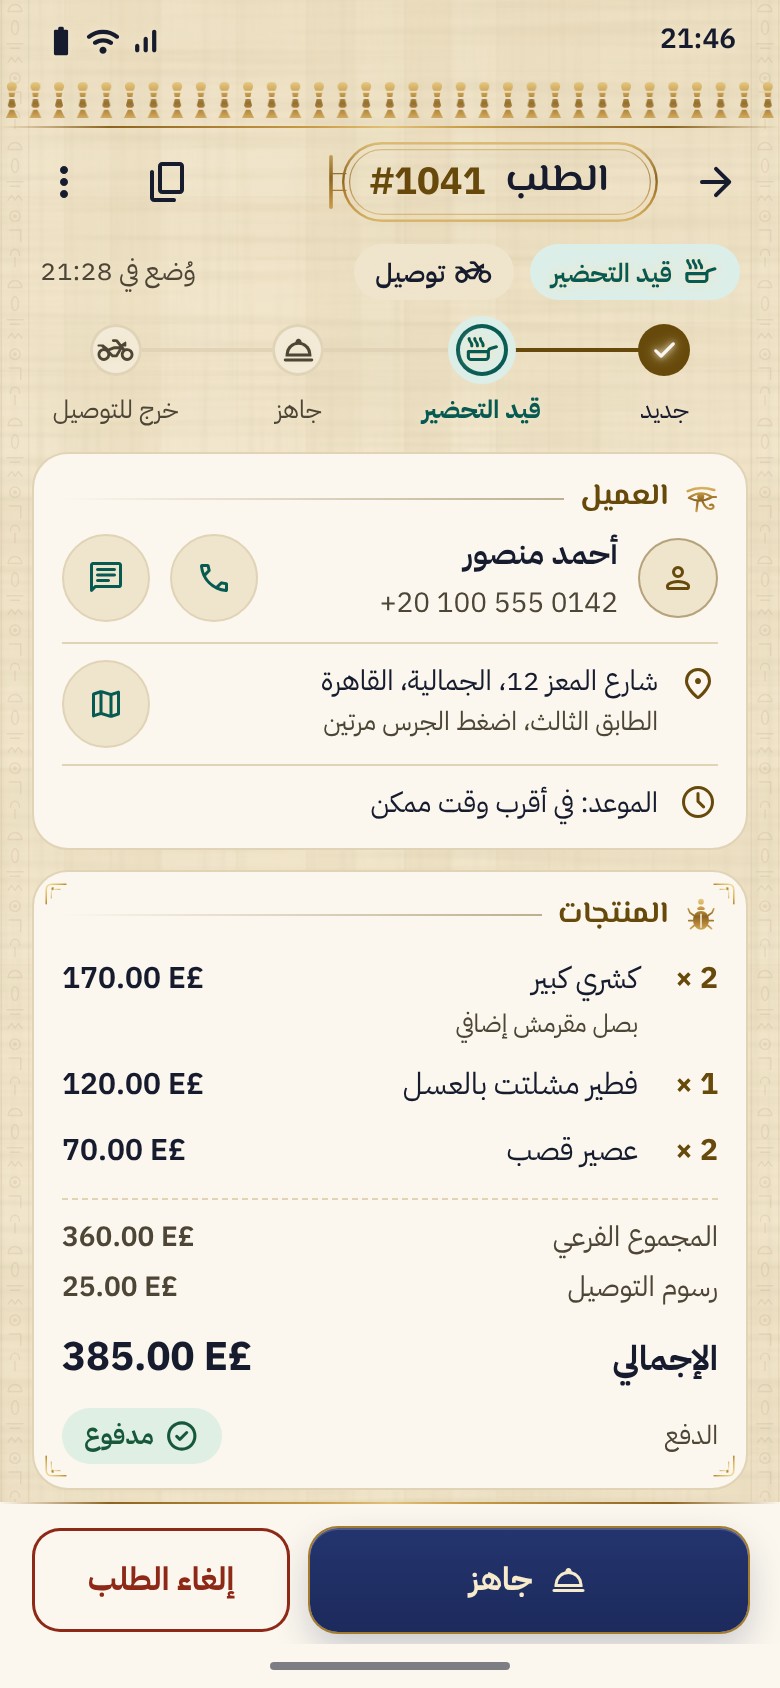 21:46
الطلب #1041
قيد التحضير
توصيل
وُضع في 21:28
جديد
قيد التحضير
جاهز
خرج للتوصيل
العميل
أحمد منصور
+20 100 555 0142
شارع المعز 12، الجمالية، القاهرة
الطابق الثالث، اضغط الجرس مرتين
الموعد: في أقرب وقت ممكن
المنتجات
2 × كشري كبير 170.00 E£
بصل مقرمش إضافي
1 × فطير مشلتت بالعسل 120.00 E£
2 × عصير قصب 70.00 E£
المجموع الفرعي 360.00 E£
رسوم التوصيل 25.00 E£
الإجمالي 385.00 E£
الدفع مدفوع
جاهز
إلغاء الطلب